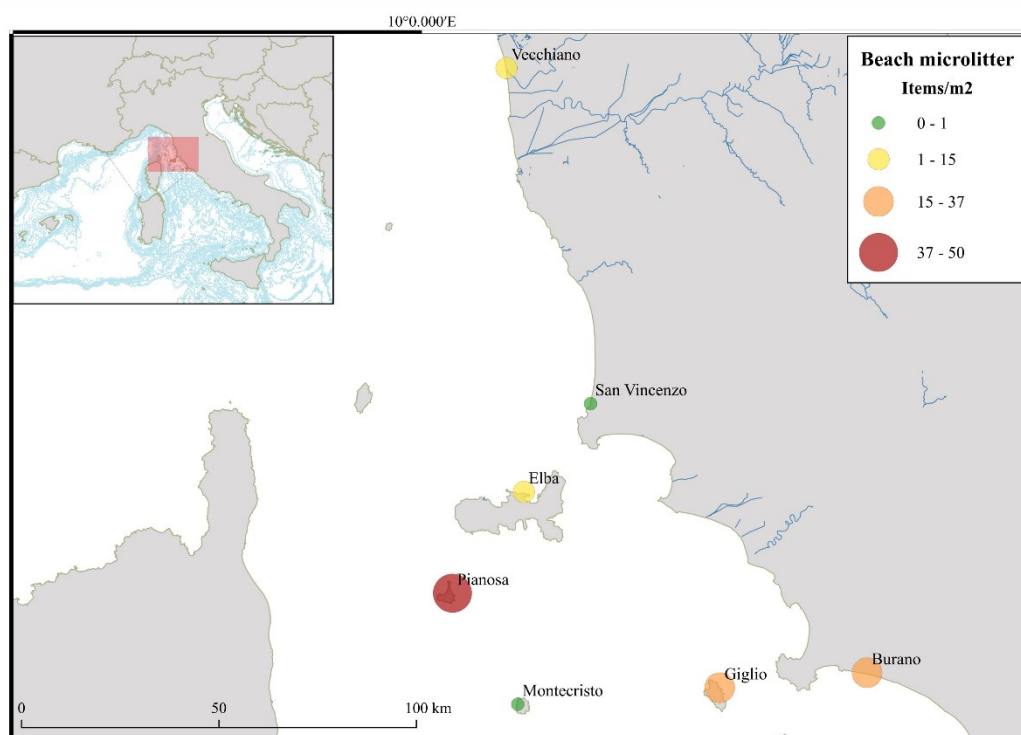 10°0.000'E
Vecchiano
Beach microlitter
Items/m2
0 - 1
1 - 15
15 - 37
37 - 50
San Vincenzo
Elba
Pianosa
Burano
Giglio
Montecristo
0 50 100 km